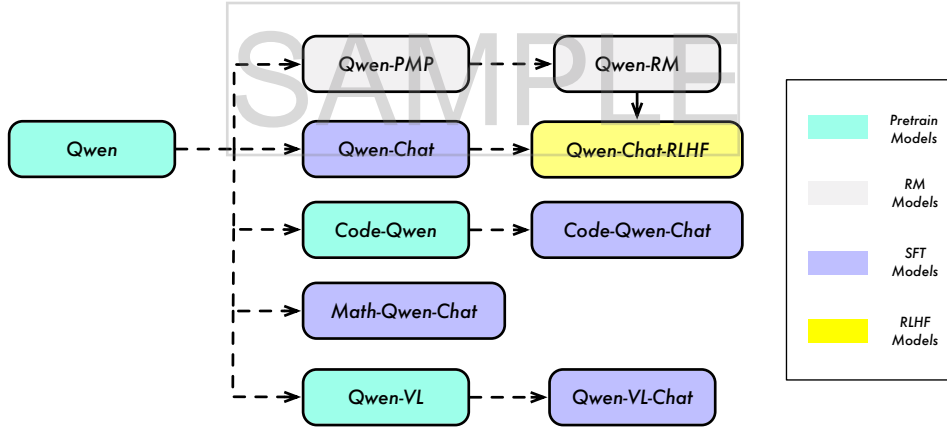 SAMPLE
Qwen-PMP
Qwen-RM
Qwen
Qwen-Chat
Qwen-Chat-RLHF
Code-Qwen
Code-Qwen-Chat
Math-Qwen-Chat
Qwen-VL
Qwen-VL-Chat
Pretrain
Models
RM
Models
SFT
Models
RLHF
Models